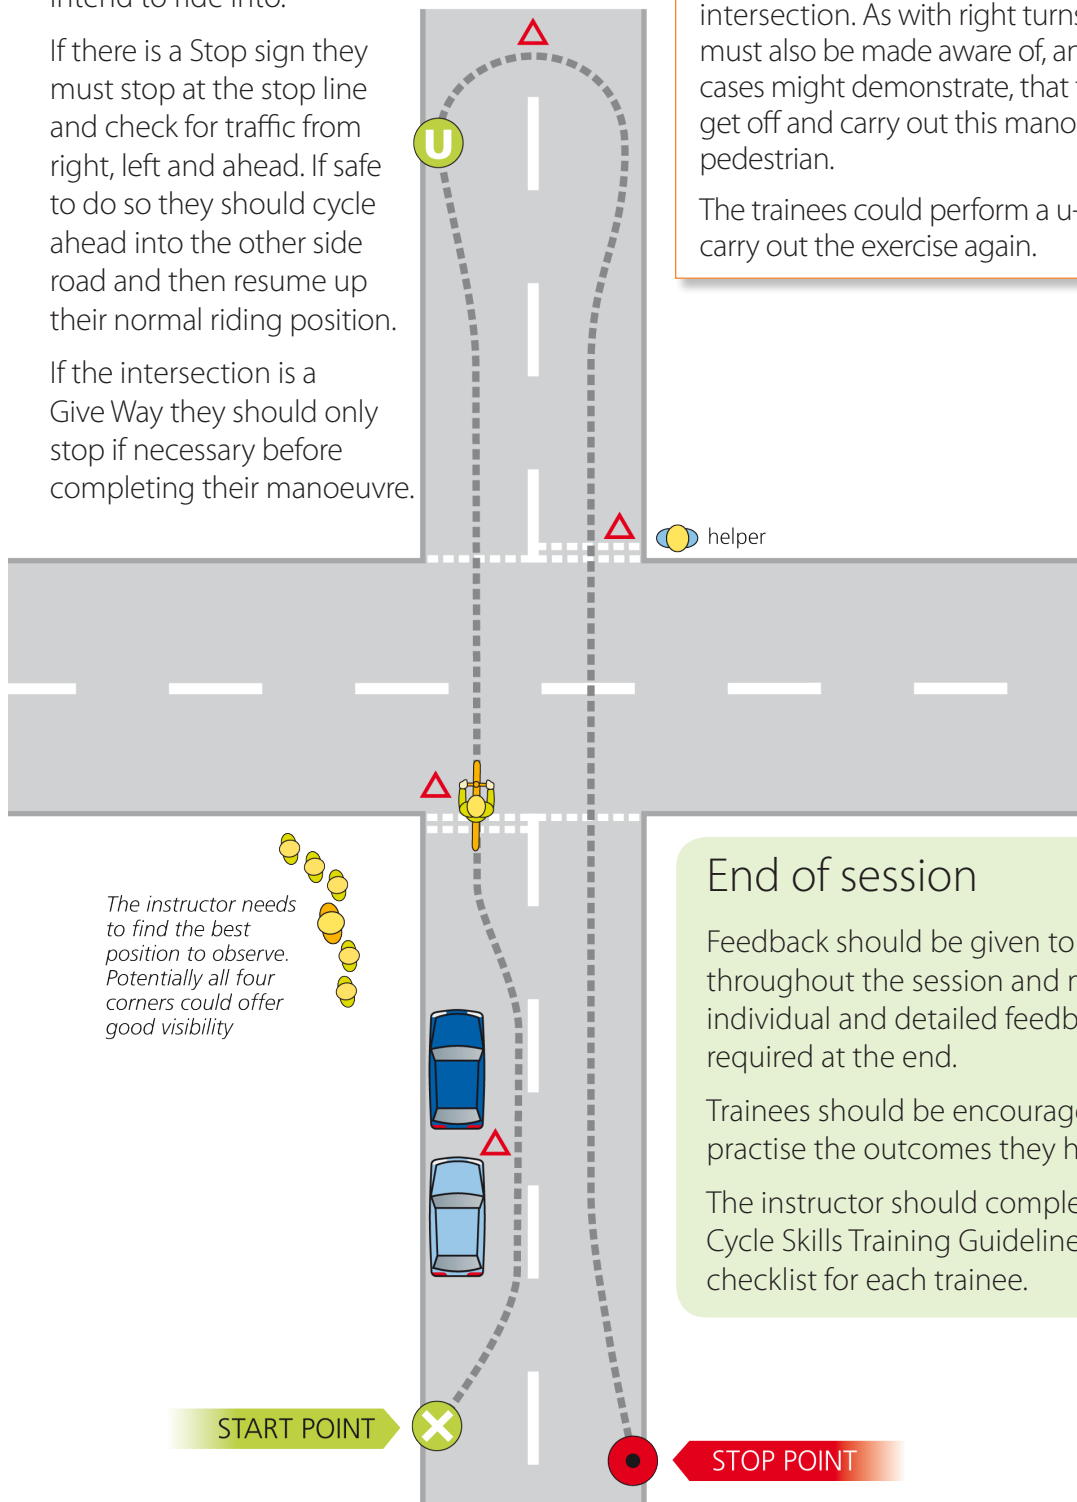 intend to ride into.
If there is a Stop sign they
must stop at the stop line
and check for traffic from
right, left and ahead. If safe
to do so they should cycle
ahead into the other side
road and then resume up
their normal riding position.
If the intersection is a
Give Way they should only
stop if necessary before
completing their manoeuvre.
intersection. As with right turns
must also be made aware of, an
cases might demonstrate, that
get off and carry out this mano
pedestrian.
The trainees could perform a u-
carry out the exercise again.
U
helper
The instructor needs
to find the best
position to observe.
Potentially all four
corners could offer
good visibility
End of session
Feedback should be given to
throughout the session and
individual and detailed feedb
required at the end.
Trainees should be encourage
practise the outcomes they h
The instructor should comple
Cycle Skills Training Guideline
checklist for each trainee.
START POINT
STOP POINT